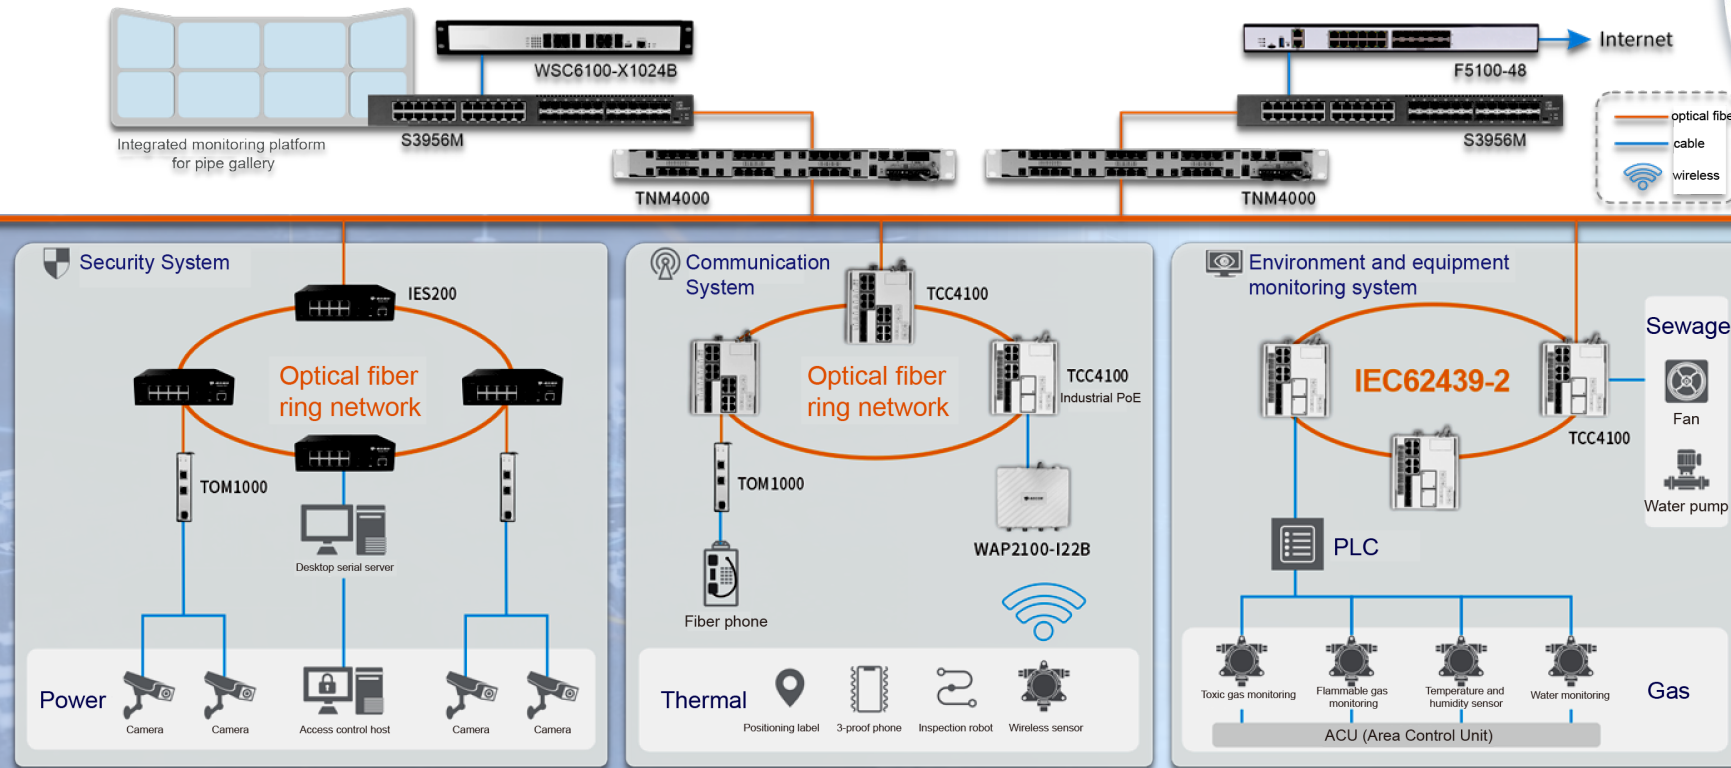 WSC6100-X1024B
F5100-48
Internet
S3956M
S3956M
Integrated monitoring platform
for pipe gallery
optical fibe
cable
wireless
TNM4000
TNM4000
Security System
IES200
Optical fiber
ring network
TOM1000
Desktop serial server
Power
Camera
Camera
Access control host
Camera
Camera
Communication
System
TCC4100
Optical fiber
ring network
TCC4100
Industrial PoE
TOM1000
WAP2100-I22B
Fiber phone
Thermal
Positioning label
3-proof phone
Inspection robot
Wireless sensor
Environment and equipment
monitoring system
IEC62439-2
TCC4100
Sewage
Fan
Water pump
PLC
Toxic gas monitoring
Flammable gas
monitoring
Temperature and
humidity sensor
Water monitoring
Gas
ACU (Area Control Unit)